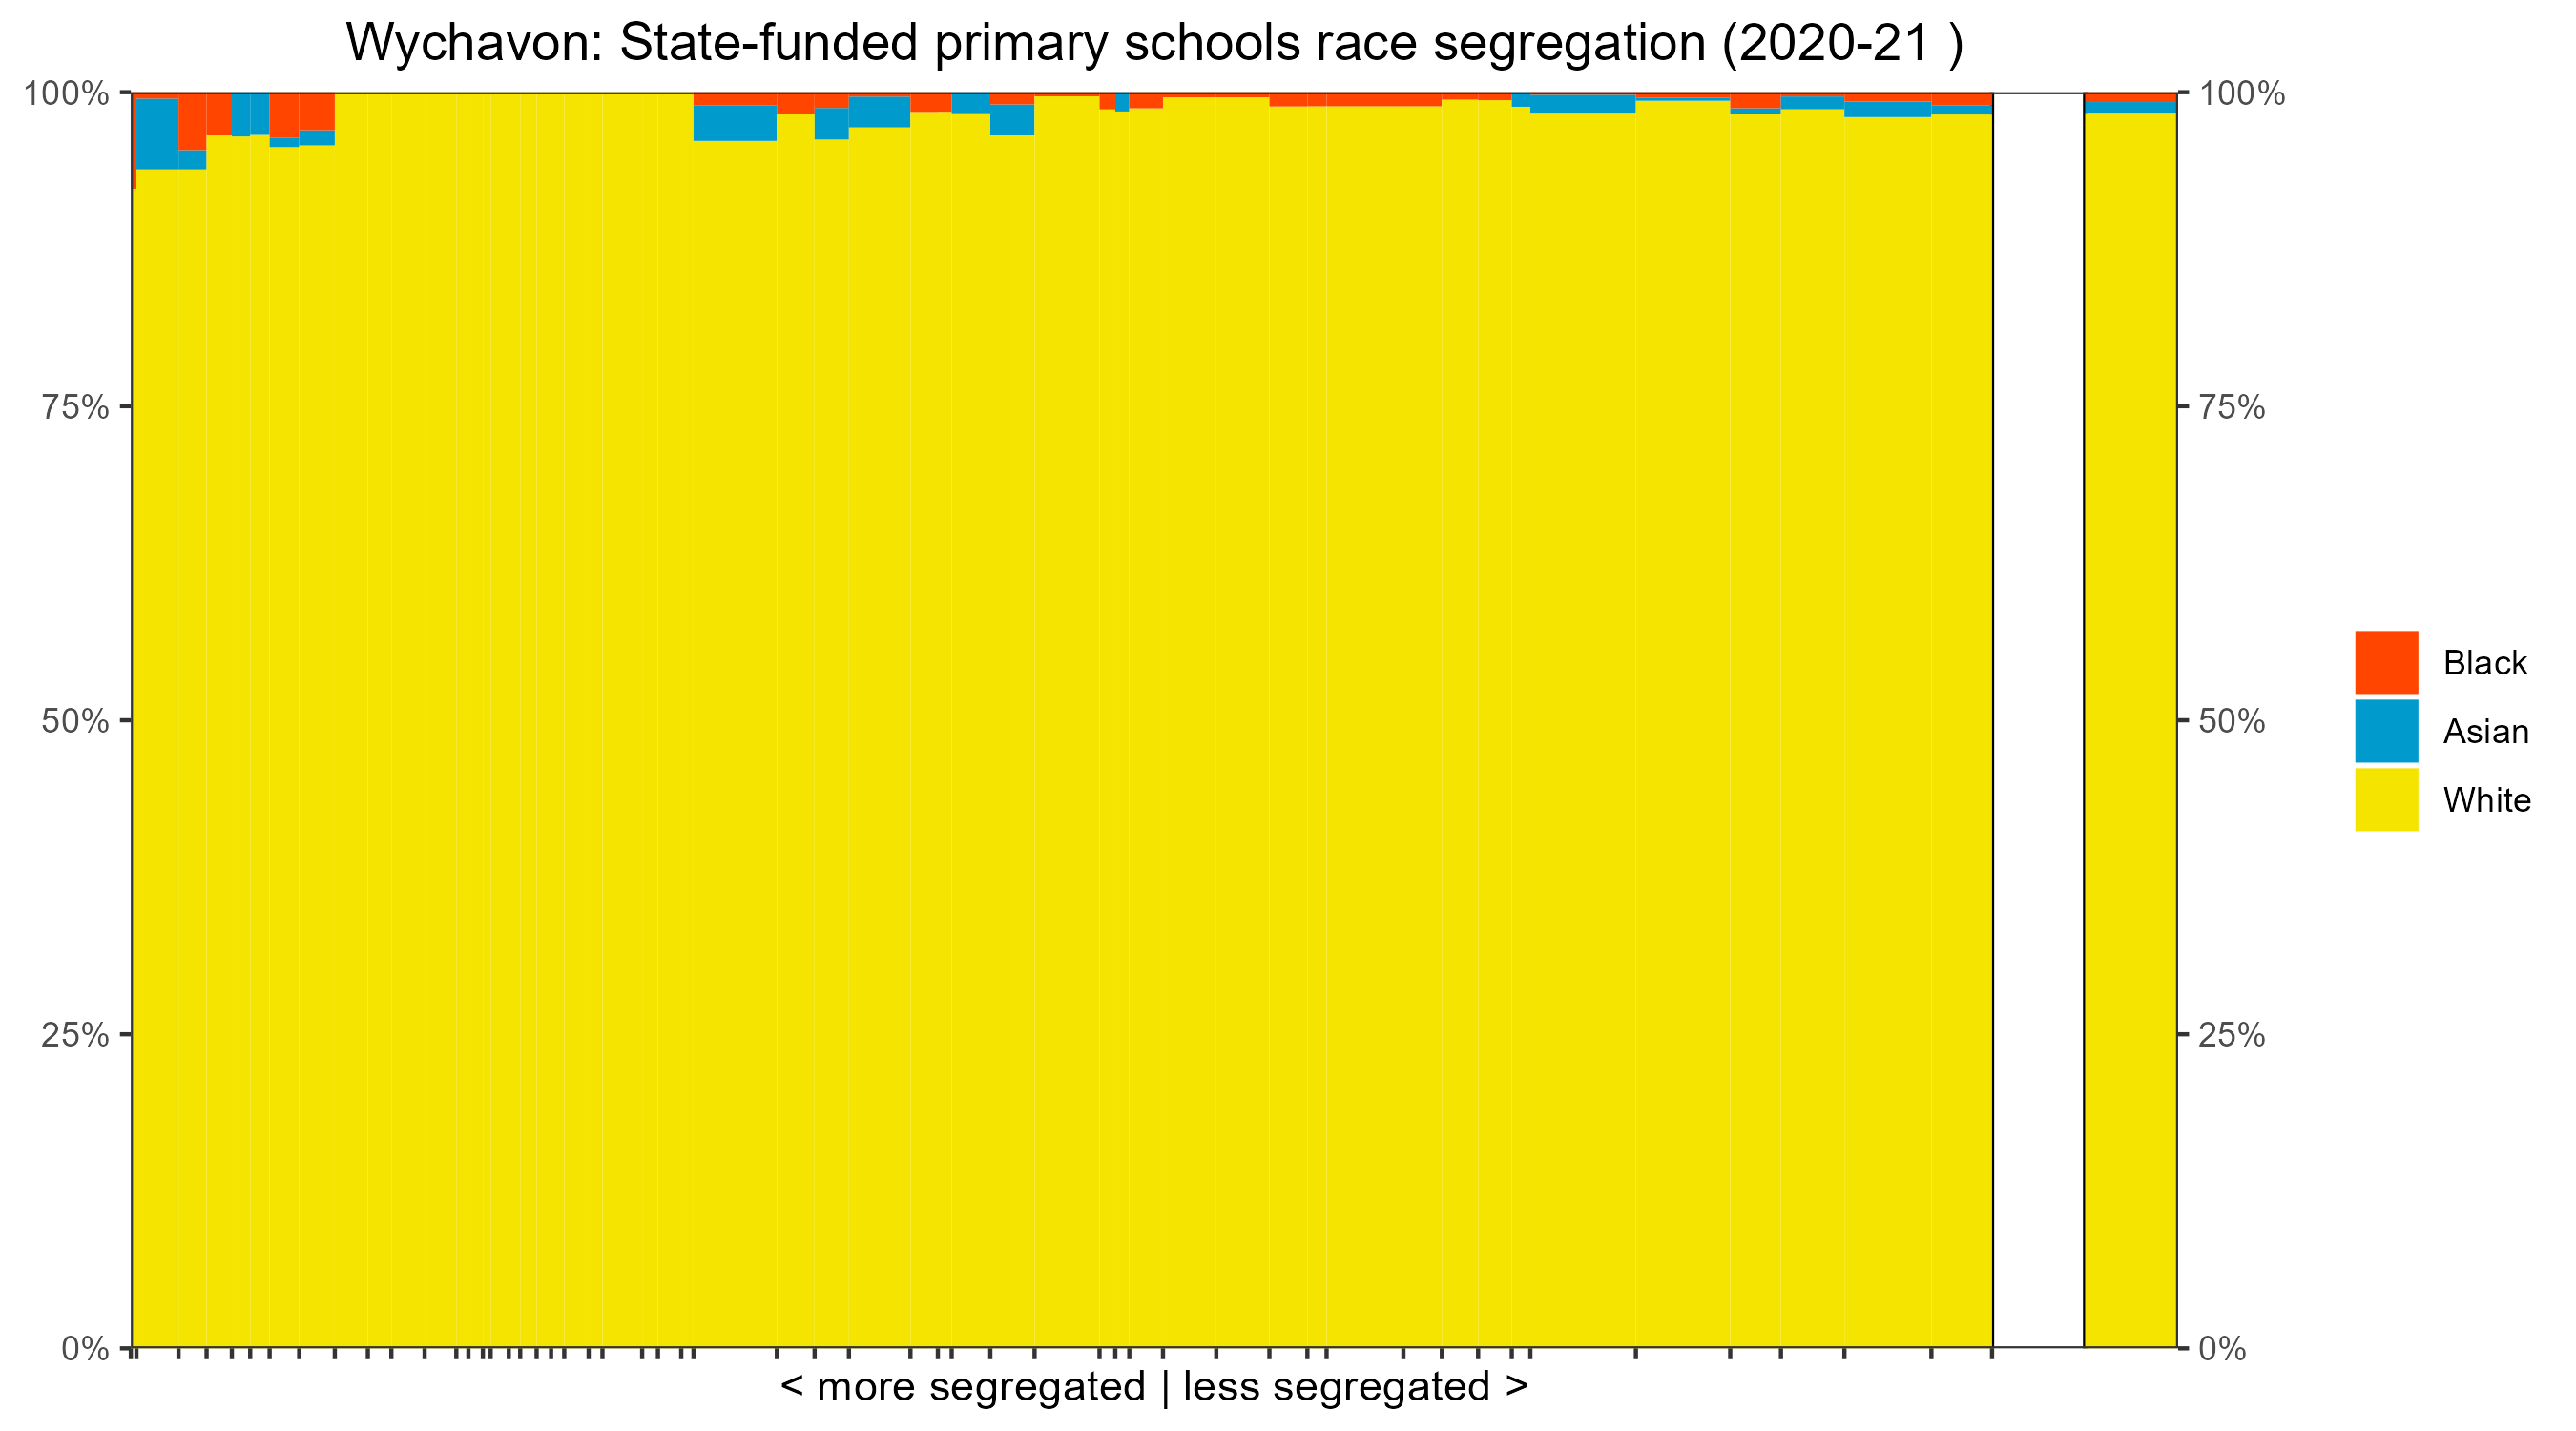 Wychavon: State-funded primary schools race segregation (2020-21 )
100%
75%
50%
25%
0%
100%
75%
50%
25%
0%
Black
Asian
White
< more segregated | less segregated >